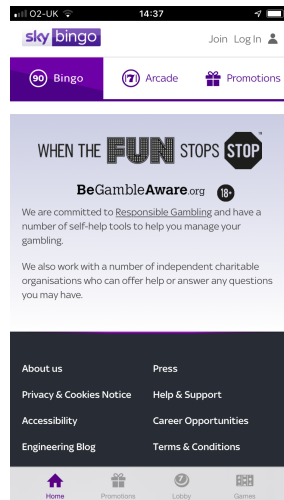 O2-UK 14:37
sky bingo Join Log In
90 Bingo 7 Arcade Promotions
WHEN THE FUN STOPS STOP™
BeGambleAware.org 18+
We are committed to Responsible Gambling and have a
number of self-help tools to help you manage your
gambling.
We also work with a number of independent charitable
organisations who can offer help or answer any questions
you may have.
About us Press
Privacy & Cookies Notice Help & Support
Accessibility Career Opportunities
Engineering Blog Terms & Conditions
Home Promotions Lobby Games